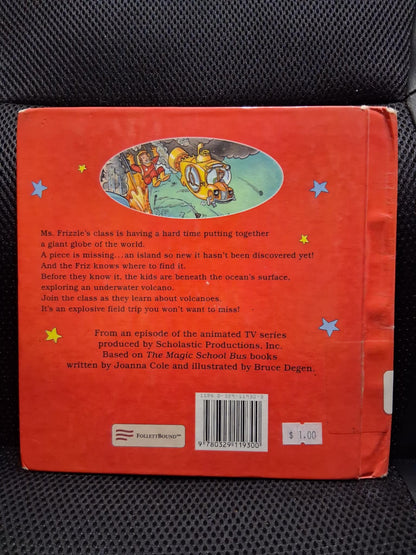 Ms. Frizzle's class is having a hard time putting together
a giant globe of the world.
A piece is missing...an island so new it hasn't been discovered yet!
And the Friz knows where to find it.
Before they know it, the kids are beneath the ocean's surface,
exploring an underwater volcano.
Join the class as they learn about volcanoes.
It's an explosive field trip you won't want to miss!
From an episode of the animated TV series
produced by Scholastic Productions, Inc.
Based on The Magic School Bus books
written by Joanna Cole and illustrated by Bruce Degen.
FOLLETTBOUND™
9 780329 119300
$ 1.00